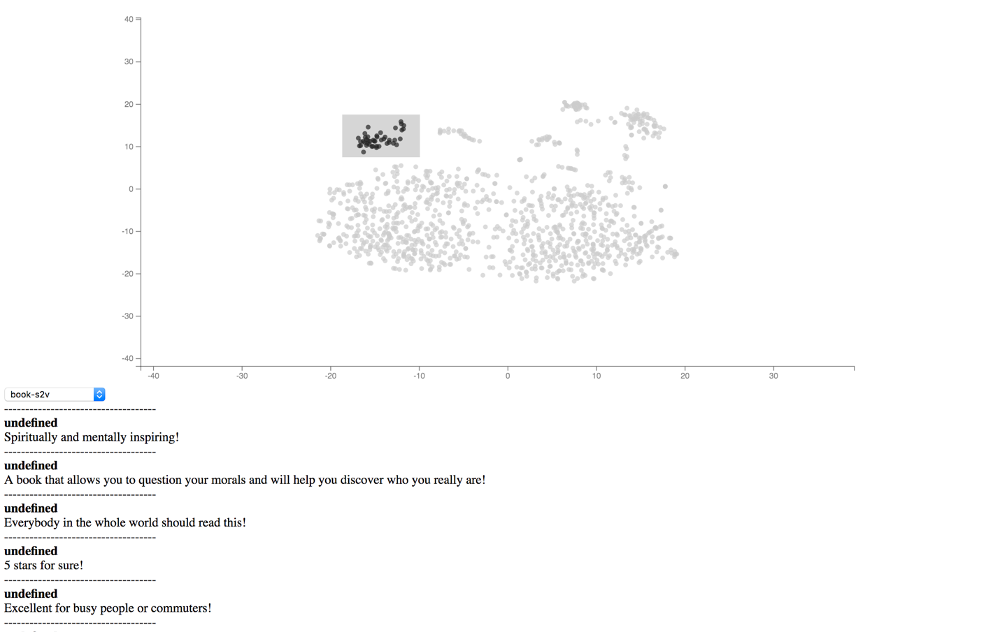 40
30
20
10
0
-10
-20
-30
-40
-40 -30 -20 -10 0 10 20 30
book-s2v
------------------------------------
undefined
Spiritually and mentally inspiring!
------------------------------------
undefined
A book that allows you to question your morals and will help you discover who you really are!
------------------------------------
undefined
Everybody in the whole world should read this!
------------------------------------
undefined
5 stars for sure!
------------------------------------
undefined
Excellent for busy people or commuters!
------------------------------------